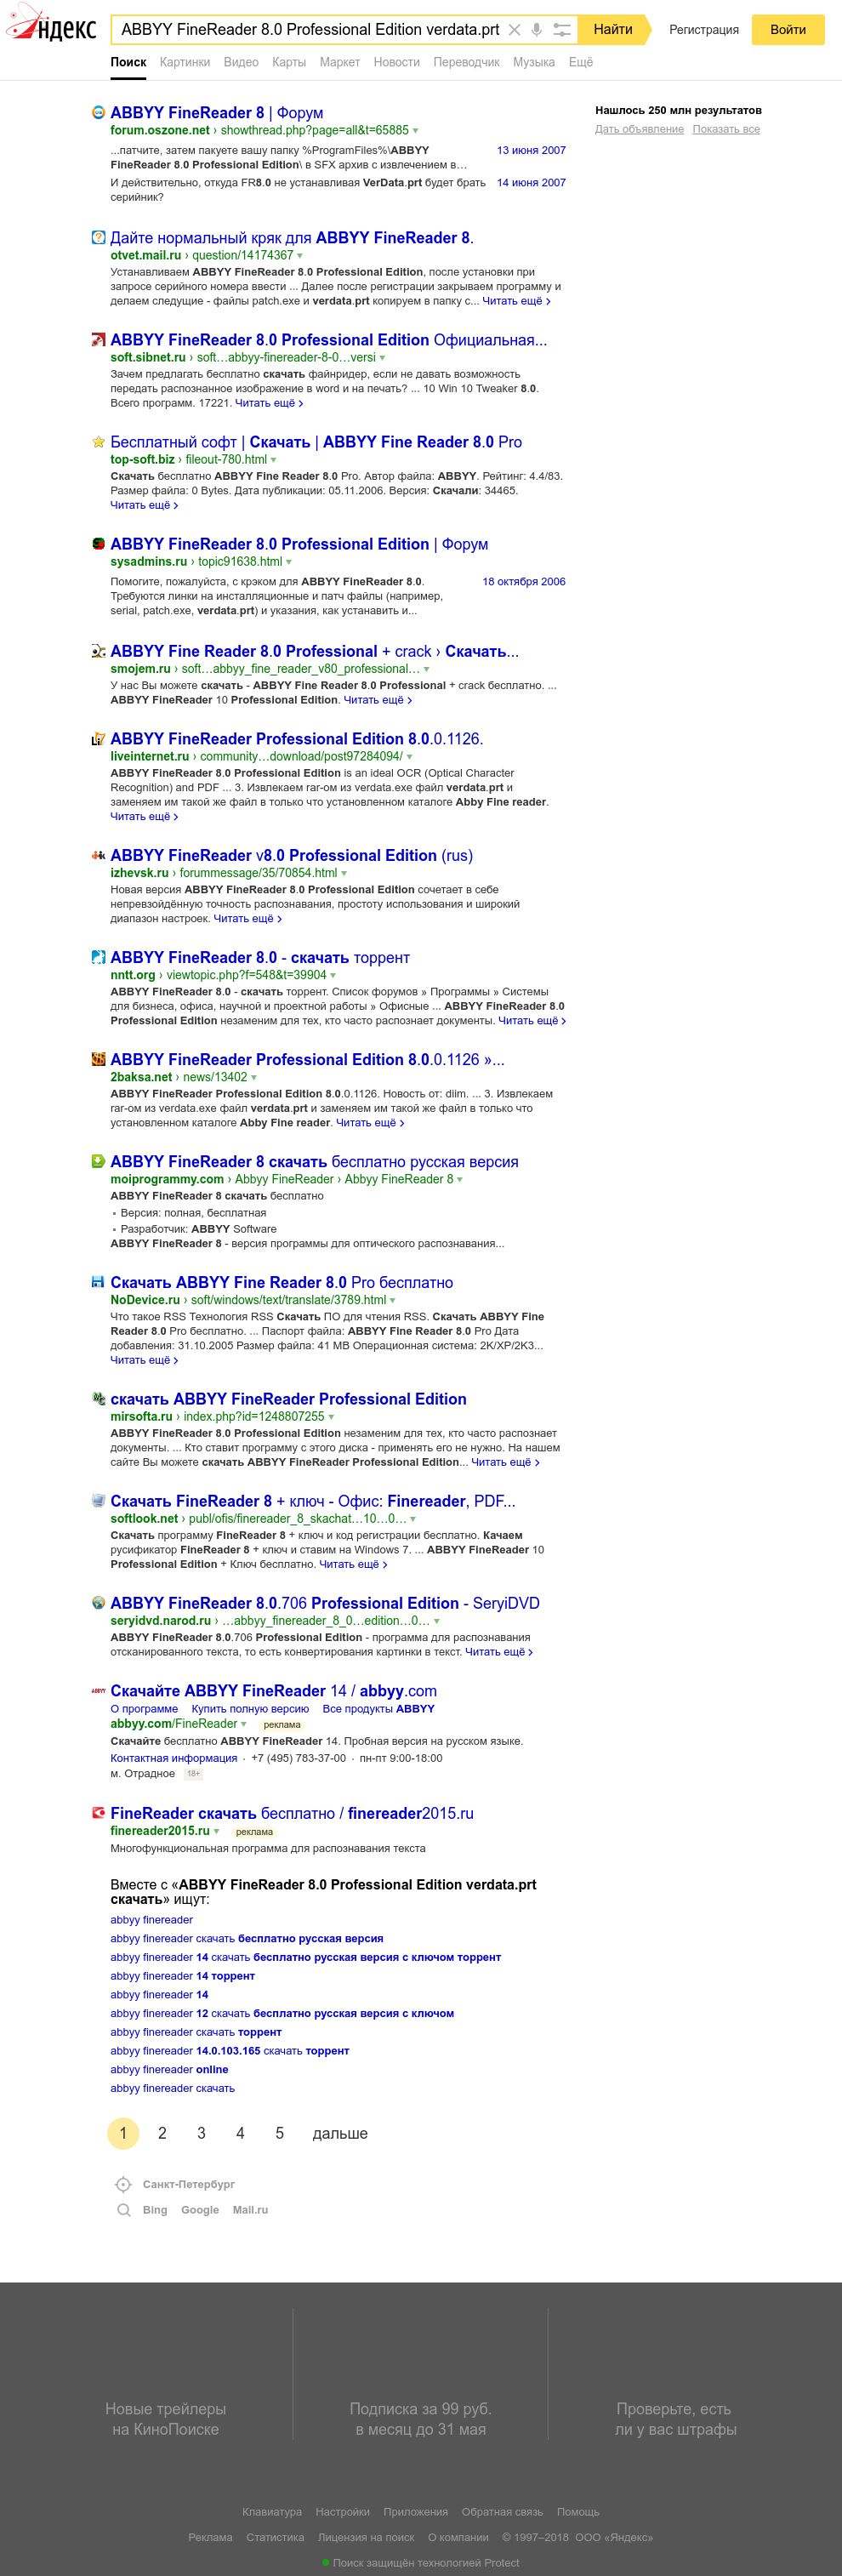 Яндекс
ABBYY FineReader 8.0 Professional Edition verdata.prt
Найти
Регистрация
Войти
Поиск Картинки Видео Карты Маркет Новости Переводчик Музыка Ещё
Нашлось 250 млн результатов
Дать объявление Показать все
ABBYY FineReader 8 | Форум
forum.oszone.net › showthread.php?page=all&t=65885
...патчите, затем пакуете вашу папку %ProgramFiles%\ABBYY 13 июня 2007
FineReader 8.0 Professional Edition\ в SFX архив с извлечением в…
И действительно, откуда FR8.0 не устанавливая VerData.prt будет брать 14 июня 2007
серийник?
Дайте нормальный кряк для ABBYY FineReader 8.
otvet.mail.ru › question/14174367
Устанавливаем ABBYY FineReader 8.0 Professional Edition, после установки при
запросе серийного номера ввести ... Далее после регистрации закрываем программу и
делаем следущие - файлы patch.exe и verdata.prt копируем в папку с... Читать ещё ›
ABBYY FineReader 8.0 Professional Edition Официальная...
soft.sibnet.ru › soft…abbyy-finereader-8-0…versi
Зачем предлагать бесплатно скачать файнридер, если не давать возможность
передать распознанное изображение в word и на печать? ... 10 Win 10 Tweaker 8.0.
Всего программ. 17221. Читать ещё ›
Бесплатный софт | Скачать | ABBYY Fine Reader 8.0 Pro
top-soft.biz › fileout-780.html
Скачать бесплатно ABBYY Fine Reader 8.0 Pro. Автор файла: ABBYY. Рейтинг: 4.4/83.
Размер файла: 0 Bytes. Дата публикации: 05.11.2006. Версия: Скачали: 34465.
Читать ещё ›
ABBYY FineReader 8.0 Professional Edition | Форум
sysadmins.ru › topic91638.html
Помогите, пожалуйста, с крэком для ABBYY FineReader 8.0. 18 октября 2006
Требуются линки на инсталляционные и патч файлы (например,
serial, patch.exe, verdata.prt) и указания, как устанавить и...
ABBYY Fine Reader 8.0 Professional + crack › Скачать...
smojem.ru › soft…abbyy_fine_reader_v80_professional…
У нас Вы можете скачать - ABBYY Fine Reader 8.0 Professional + crack бесплатно. ...
ABBYY FineReader 10 Professional Edition. Читать ещё ›
ABBYY FineReader Professional Edition 8.0.0.1126.
liveinternet.ru › community…download/post97284094/
ABBYY FineReader 8.0 Professional Edition is an ideal OCR (Optical Character
Recognition) and PDF ... 3. Извлекаем rar-ом из verdata.exe файл verdata.prt и
заменяем им такой же файл в только что установленном каталоге Abby Fine reader.
Читать ещё ›
ABBYY FineReader v8.0 Professional Edition (rus)
izhevsk.ru › forummessage/35/70854.html
Новая версия ABBYY FineReader 8.0 Professional Edition сочетает в себе
непревзойдённую точность распознавания, простоту использования и широкий
диапазон настроек. Читать ещё ›
ABBYY FineReader 8.0 - скачать торрент
nntt.org › viewtopic.php?f=548&t=39904
ABBYY FineReader 8.0 - скачать торрент. Список форумов » Программы » Системы
для бизнеса, офиса, научной и проектной работы » Офисные ... ABBYY FineReader 8.0
Professional Edition незаменим для тех, кто часто распознает документы. Читать ещё ›
ABBYY FineReader Professional Edition 8.0.0.1126 »...
2baksa.net › news/13402
ABBYY FineReader Professional Edition 8.0.0.1126. Новость от: diim. ... 3. Извлекаем
rar-ом из verdata.exe файл verdata.prt и заменяем им такой же файл в только что
установленном каталоге Abby Fine reader. Читать ещё ›
ABBYY FineReader 8 скачать бесплатно русская версия
moiprogrammy.com › Abbyy FineReader › Abbyy FineReader 8
ABBYY FineReader 8 скачать бесплатно
• Версия: полная, бесплатная
• Разработчик: ABBYY Software
ABBYY FineReader 8 - версия программы для оптического распознавания...
Скачать ABBYY Fine Reader 8.0 Pro бесплатно
NoDevice.ru › soft/windows/text/translate/3789.html
Что такое RSS Технология RSS Скачать ПО для чтения RSS. Скачать ABBYY Fine
Reader 8.0 Pro бесплатно. ... Паспорт файла: ABBYY Fine Reader 8.0 Pro Дата
добавления: 31.10.2005 Размер файла: 41 MB Операционная система: 2K/XP/2K3...
Читать ещё ›
скачать ABBYY FineReader Professional Edition
mirsofta.ru › index.php?id=1248807255
ABBYY FineReader 8.0 Professional Edition незаменим для тех, кто часто распознает
документы. ... Кто ставит программу с этого диска - применять его не нужно. На нашем
сайте Вы можете скачать ABBYY FineReader Professional Edition... Читать ещё ›
Скачать FineReader 8 + ключ - Офис: Finereader, PDF...
softlook.net › publ/ofis/finereader_8_skachat…10…0…
Скачать программу FineReader 8 + ключ и код регистрации бесплатно. Качаем
русификатор FineReader 8 + ключ и ставим на Windows 7. ... ABBYY FineReader 10
Professional Edition + Ключ бесплатно. Читать ещё ›
ABBYY FineReader 8.0.706 Professional Edition - SeryiDVD
seryidvd.narod.ru › …abbyy_finereader_8_0…edition…0…
ABBYY FineReader 8.0.706 Professional Edition - программа для распознавания
отсканированного текста, то есть конвертирования картинки в текст. Читать ещё ›
Скачайте ABBYY FineReader 14 / abbyy.com
О программе Купить полную версию Все продукты ABBYY
abbyy.com/FineReader реклама
Скачайте бесплатно ABBYY FineReader 14. Пробная версия на русском языке.
Контактная информация · +7 (495) 783-37-00 · пн-пт 9:00-18:00
м. Отрадное 18+
FineReader скачать бесплатно / finereader2015.ru
finereader2015.ru реклама
Многофункциональная программа для распознавания текста
Вместе с «ABBYY FineReader 8.0 Professional Edition verdata.prt
скачать» ищут:
abbyy finereader
abbyy finereader скачать бесплатно русская версия
abbyy finereader 14 скачать бесплатно русская версия с ключом торрент
abbyy finereader 14 торрент
abbyy finereader 14
abbyy finereader 12 скачать бесплатно русская версия с ключом
abbyy finereader скачать торрент
abbyy finereader 14.0.103.165 скачать торрент
abbyy finereader online
abbyy finereader скачать
1 2 3 4 5 дальше
Санкт-Петербург
Bing Google Mail.ru
Новые трейлеры
на КиноПоиске
Подписка за 99 руб.
в месяц до 31 мая
Проверьте, есть
ли у вас штрафы
Клавиатура Настройки Приложения Обратная связь Помощь
Реклама Статистика Лицензия на поиск О компании © 1997–2018 ООО «Яндекс»
Поиск защищён технологией Protect